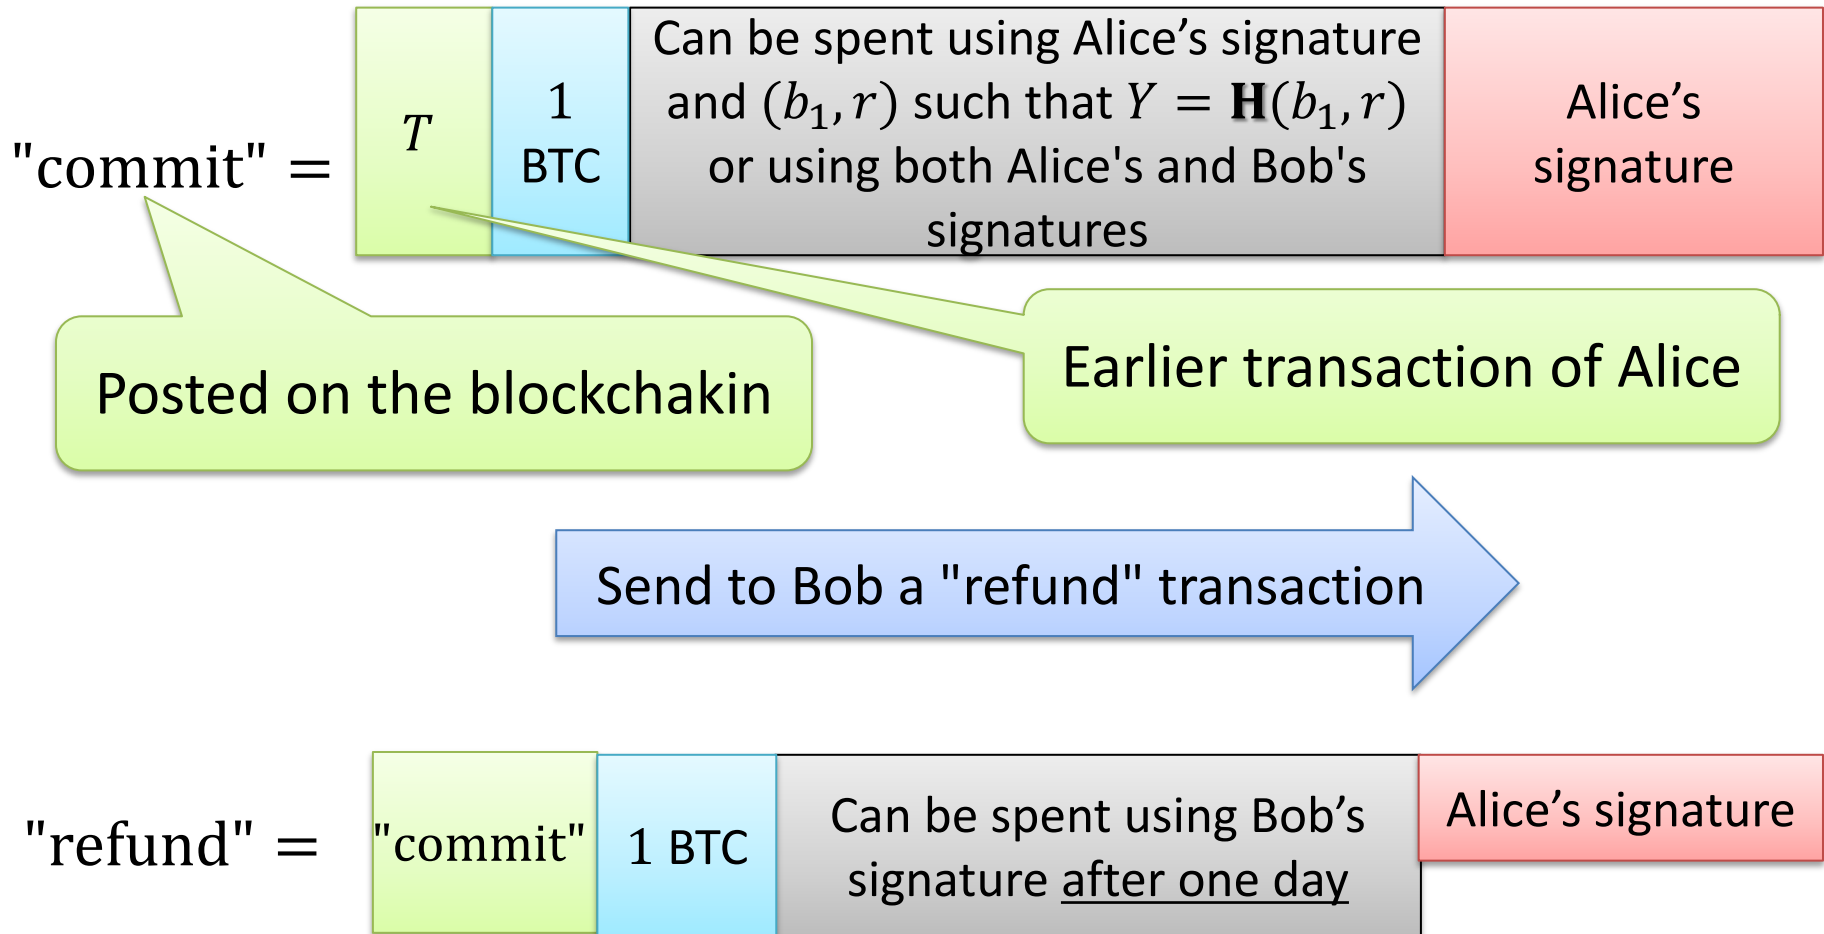 "commit" =
T
1
BTC
Can be spent using Alice’s signature
and (b₁, r) such that Y = H(b₁, r)
or using both Alice's and Bob's
signatures
Alice’s
signature
Posted on the blockchakin
Earlier transaction of Alice
Send to Bob a "refund" transaction
"refund" =
"commit"
1 BTC
Can be spent using Bob’s
signature after one day
Alice’s signature